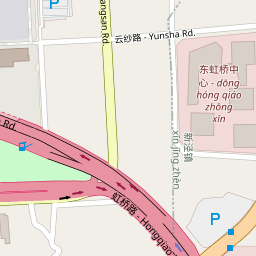 P
angsan Rd
云纱路 - Yunsha Rd.
东虹桥中
心 - dōng
hóng qiáo
zhōng
xīn
Rd.
新泾镇
xīn jīng zhèn
虹桥路 - Hongqiao
P
P